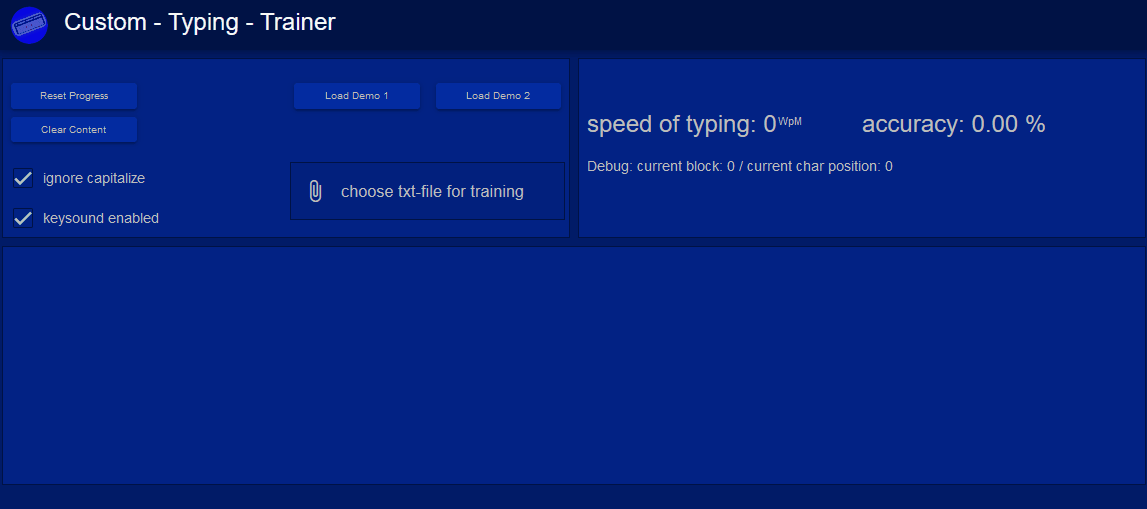 Custom - Typing - Trainer
Reset Progress
Load Demo 1
Load Demo 2
Clear Content
ignore capitalize
choose txt-file for training
keysound enabled
speed of typing: 0 WpM
accuracy: 0.00 %
Debug: current block: 0 / current char position: 0